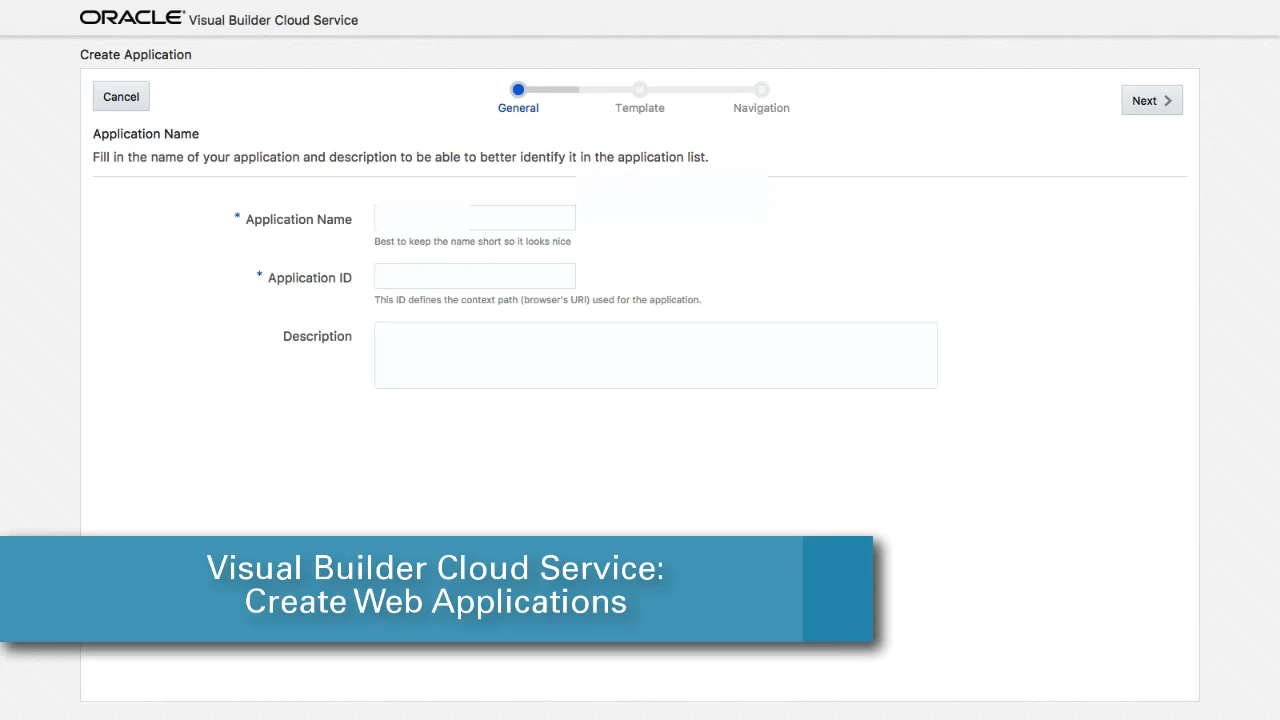 ORACLE® Visual Builder Cloud Service
Create Application
Cancel
General
Template
Navigation
Next
Application Name
Fill in the name of your application and description to be able to better identify it in the application list.
* Application Name
Best to keep the name short so it looks nice
* Application ID
This ID defines the context path (browser's URI) used for the application.
Description
Visual Builder Cloud Service:
Create Web Applications